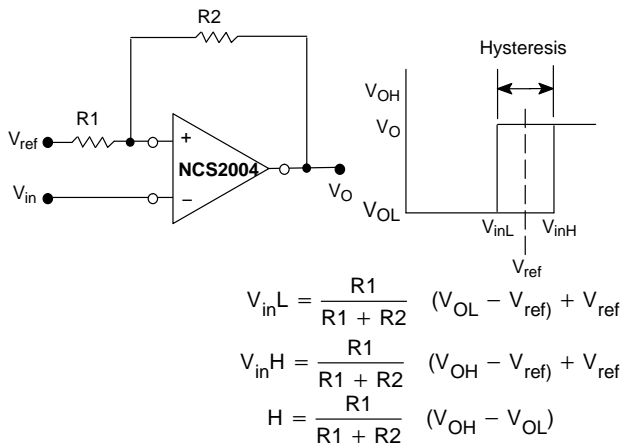 R2
Hysteresis
R1
V_OH
V_ref
+
V_O
NCS2004
V_in
−
V_O
V_OL
V_inL
V_inH
V_ref
V_inL = R1 / (R1 + R2) (V_OL − V_ref) + V_ref
V_inH = R1 / (R1 + R2) (V_OH − V_ref) + V_ref
H = R1 / (R1 + R2) (V_OH − V_OL)